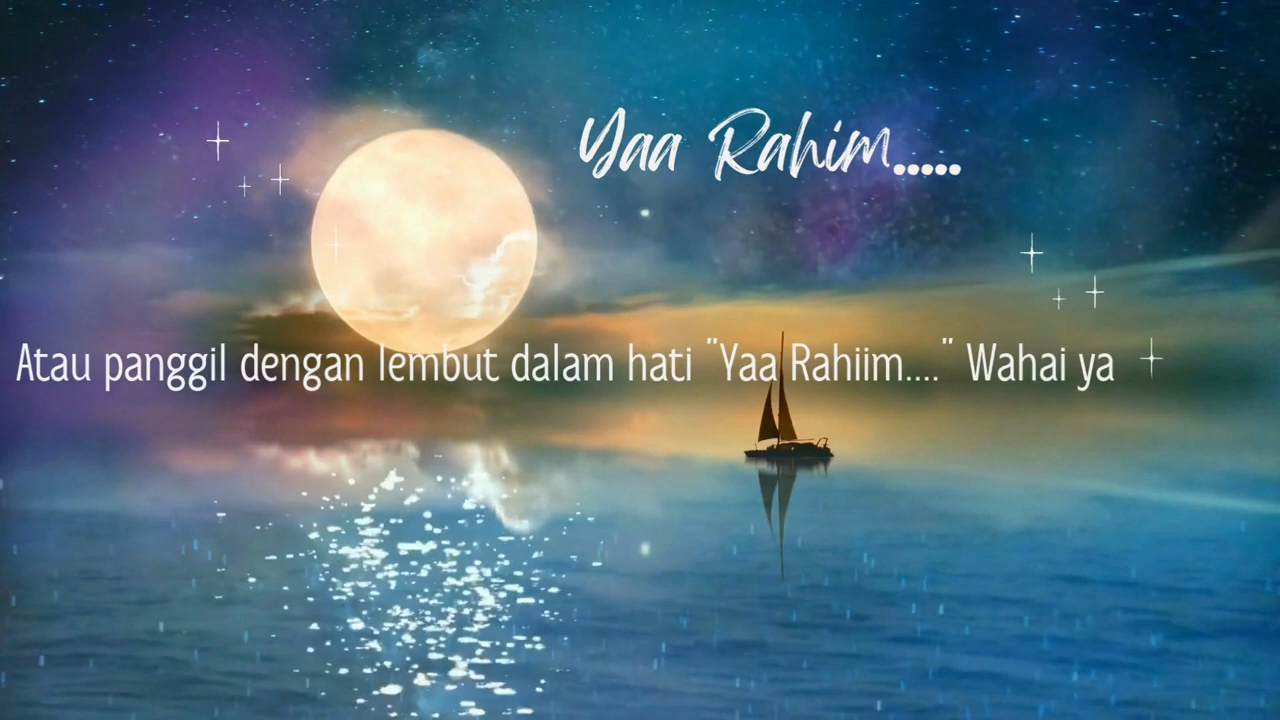 Yaa Rahim.....
Atau panggil dengan lembut dalam hati "Yaa Rahiim...." Wahai ya